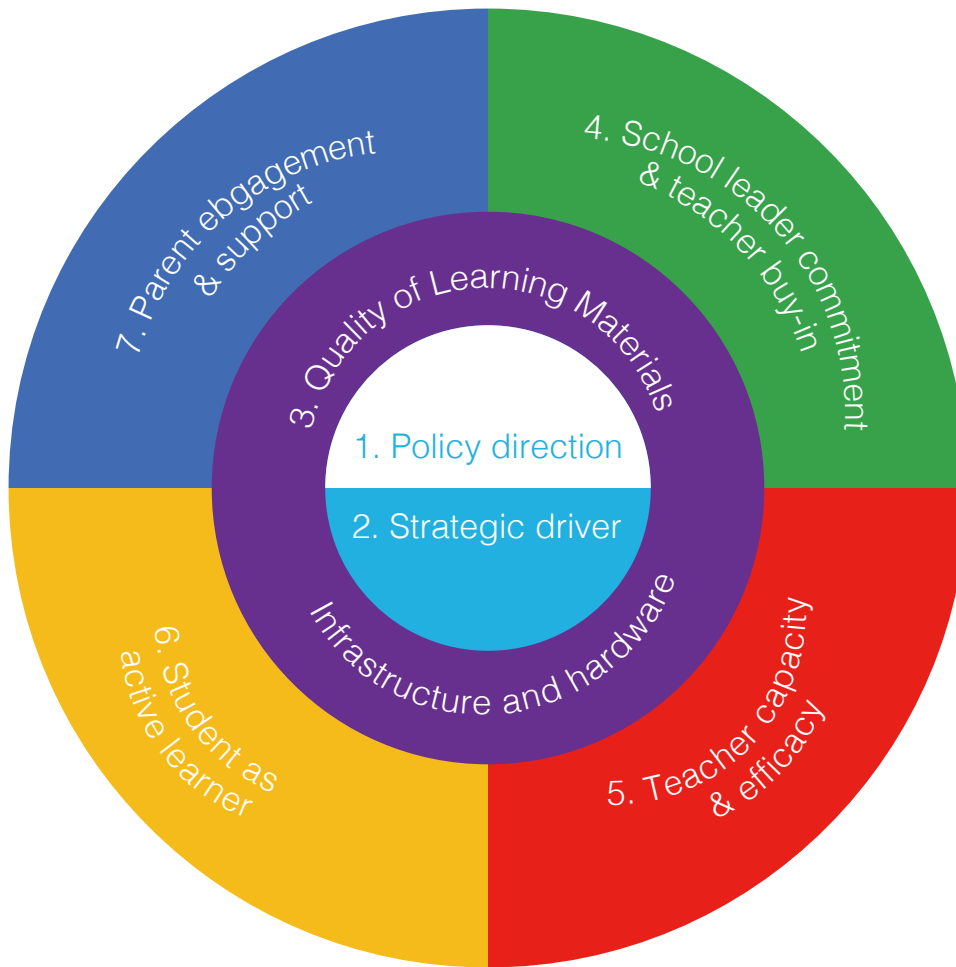 1. Policy direction
2. Strategic driver
3. Quality of Learning Materials
Infrastructure and hardware
4. School leader commitment
& teacher buy-in
5. Teacher capacity
& efficacy
6. Student as
active learner
7. Parent ebgagement
& support